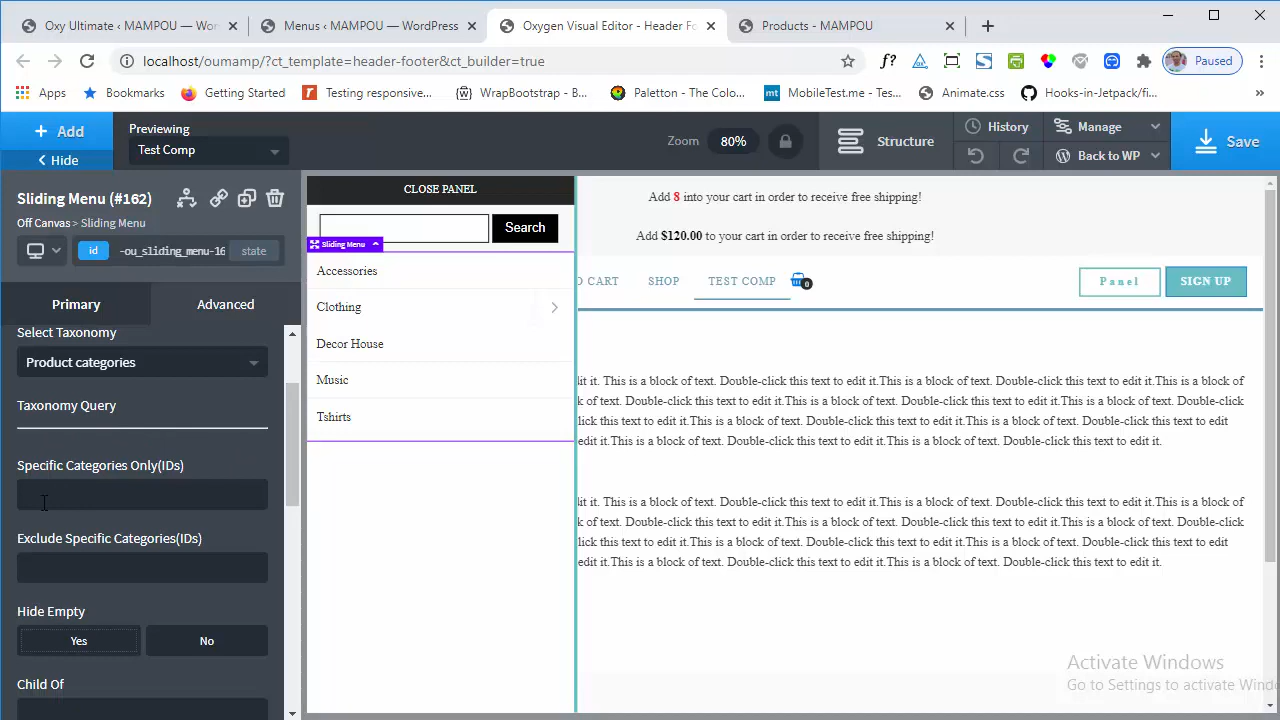 Oxy Ultimate ‹ MAMPOU — Wor
Menus ‹ MAMPOU — WordPress
Oxygen Visual Editor - Header Fo
Products - MAMPOU
localhost/oumamp/?ct_template=header-footer&ct_builder=true
f?
Paused
Apps
Bookmarks
Getting Started
Testing responsive...
WrapBootstrap - B...
Paletton - The Colo...
mt MobileTest.me - Tes...
Animate.css
Hooks-in-Jetpack/fi...
»
+ Add
Hide
Previewing
Test Comp
Zoom
80%
Structure
History
Manage
Back to WP
Save
Sliding Menu (#162)
Off Canvas > Sliding Menu
id
-ou_sliding_menu-16
state
Primary
Advanced
Select Taxonomy
Product categories
Taxonomy Query
Specific Categories Only(IDs)
Exclude Specific Categories(IDs)
Hide Empty
Yes
No
Child Of
CLOSE PANEL
Search
Sliding Menu
Accessories
Clothing
Decor House
Music
Tshirts
Add 8 into your cart in order to receive free shipping!
Add $120.00 to your cart in order to receive free shipping!
O CART
SHOP
TEST COMP
0
Panel
SIGN UP
dit it. This is a block of text. Double-click this text to edit it.This is a block of text. Double-click this text to edit it.This is a block
k of text. Double-click this text to edit it.This is a block of text. Double-click this text to edit it.This is a block of text. Double-
click this text to edit it.This is a block of text. Double-click this text to edit it.This is a block of text. Double-click this text to
edit it.This is a block of text. Double-click this text to edit it.This is a block of text. Double-click this text to edit it.
dit it. This is a block of text. Double-click this text to edit it.This is a block of text. Double-click this text to edit it.This is a block
k of text. Double-click this text to edit it.This is a block of text. Double-click this text to edit it.This is a block of text. Double-
click this text to edit it.This is a block of text. Double-click this text to edit it.This is a block of text. Double-click this text to
edit it.This is a block of text. Double-click this text to edit it.This is a block of text. Double-click this text to edit it.
Activate Windows
Go to Settings to activate Wind